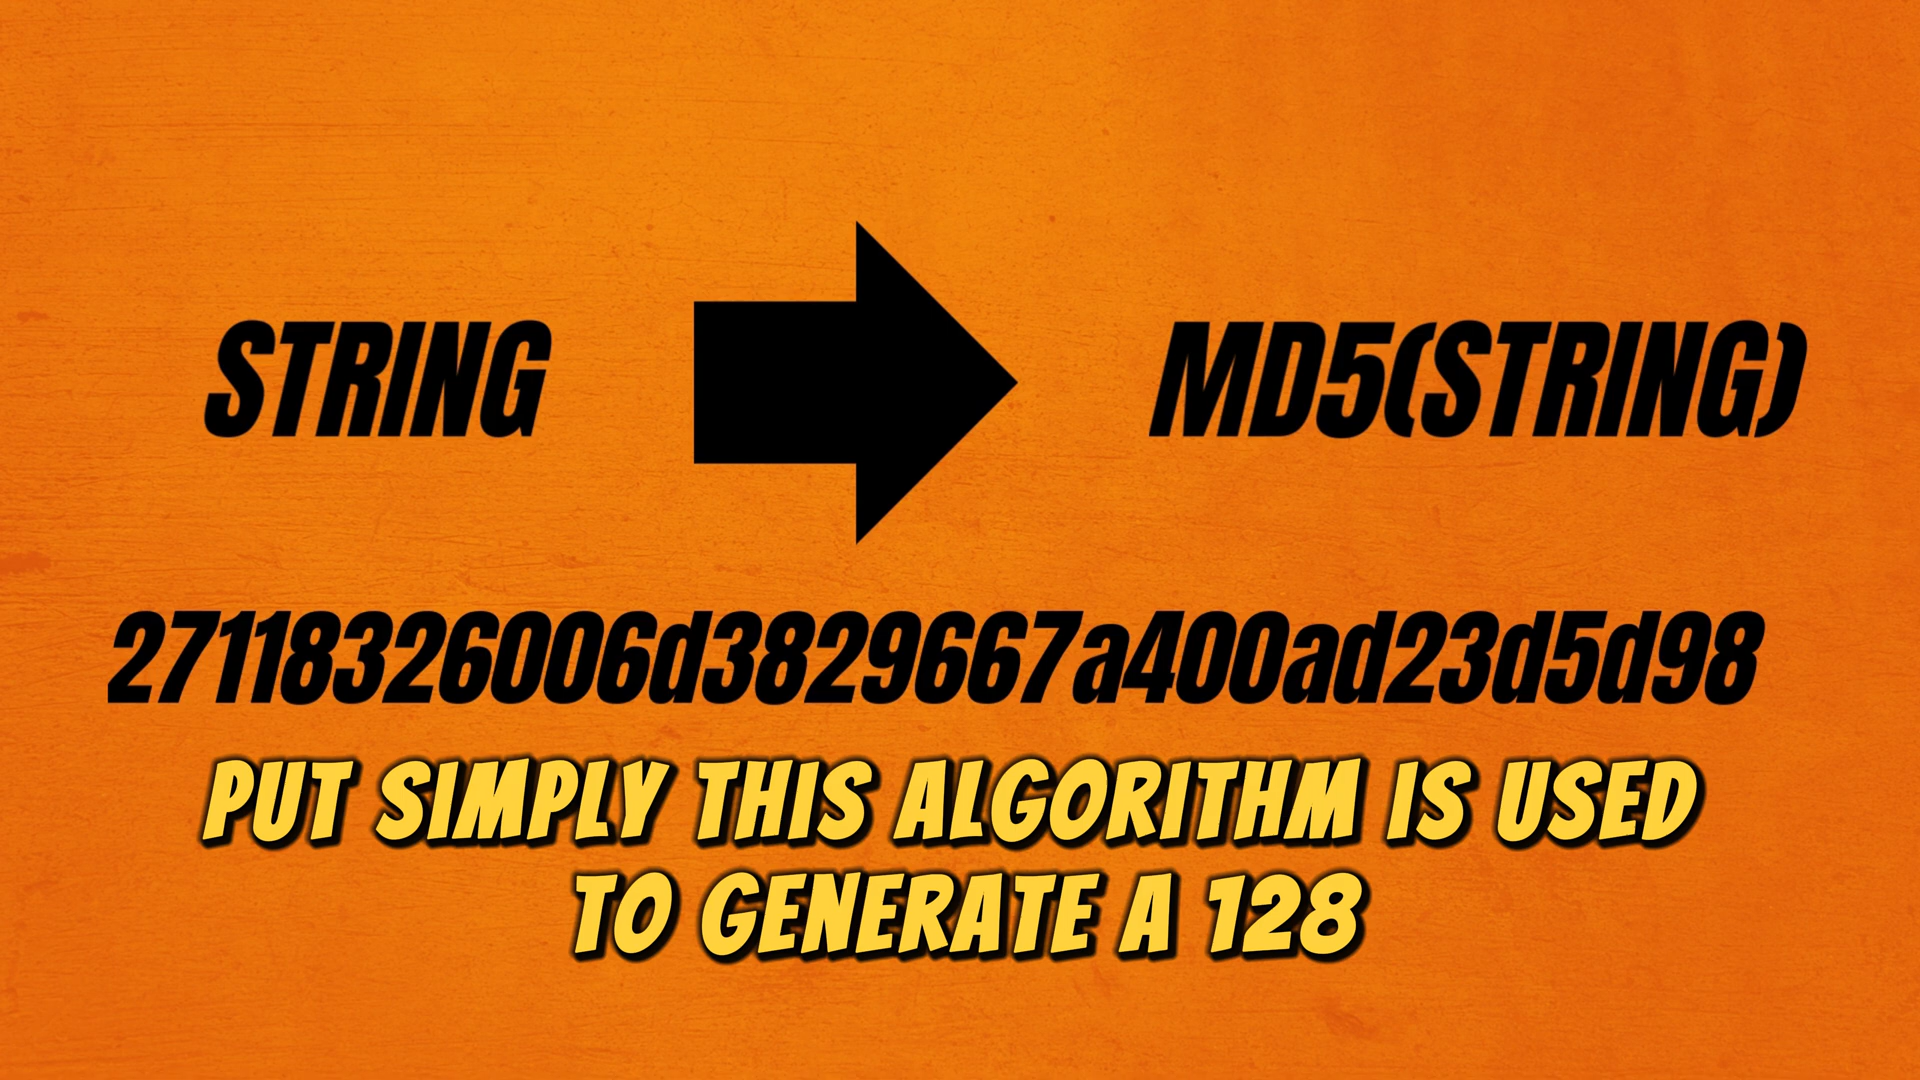 STRING
MD5(STRING)
27118326006d3829667a400ad23d5d98
PUT SIMPLY THIS ALGORITHM IS USED
TO GENERATE A 128